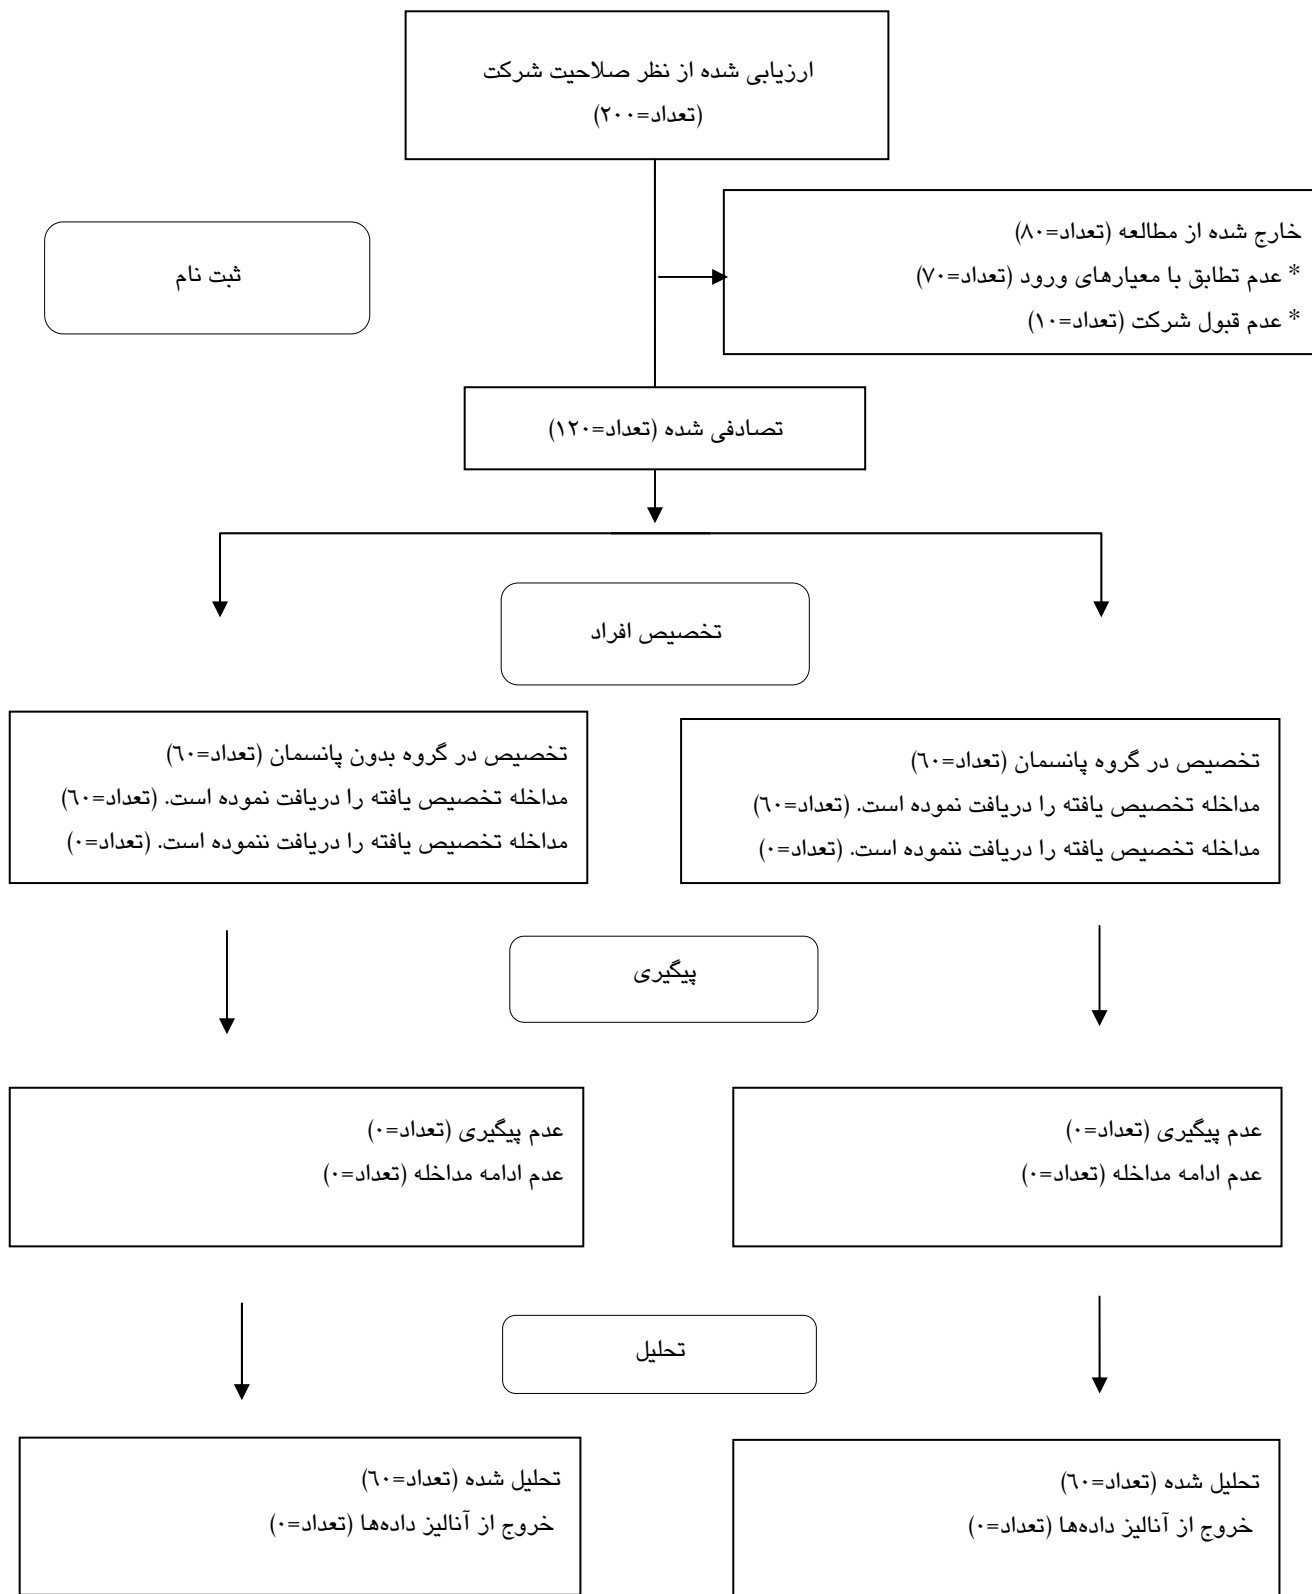 ارزیابی شده از نظر صلاحیت شرکت
(تعداد=۲۰۰)
خارج شده از مطالعه (تعداد=۸۰)
* عدم تطابق با معیارهای ورود (تعداد=۷۰)
* عدم قبول شرکت (تعداد=۱۰)
ثبت نام
تصادفی شده (تعداد=۱۲۰)
تخصیص افراد
تخصیص در گروه پانسمان (تعداد=٦۰)
مداخله تخصیص یافته را دریافت نموده است. (تعداد=٦۰)
مداخله تخصیص یافته را دریافت ننموده است. (تعداد=۰)
تخصیص در گروه بدون پانسمان (تعداد=٦۰)
مداخله تخصیص یافته را دریافت نموده است. (تعداد=٦۰)
مداخله تخصیص یافته را دریافت ننموده است. (تعداد=۰)
پیگیری
عدم پیگیری (تعداد=۰)
عدم ادامه مداخله (تعداد=۰)
عدم پیگیری (تعداد=۰)
عدم ادامه مداخله (تعداد=۰)
تحلیل
تحلیل شده (تعداد=٦۰)
خروج از آنالیز داده‌ها (تعداد=۰)
تحلیل شده (تعداد=٦۰)
خروج از آنالیز داده‌ها (تعداد=۰)